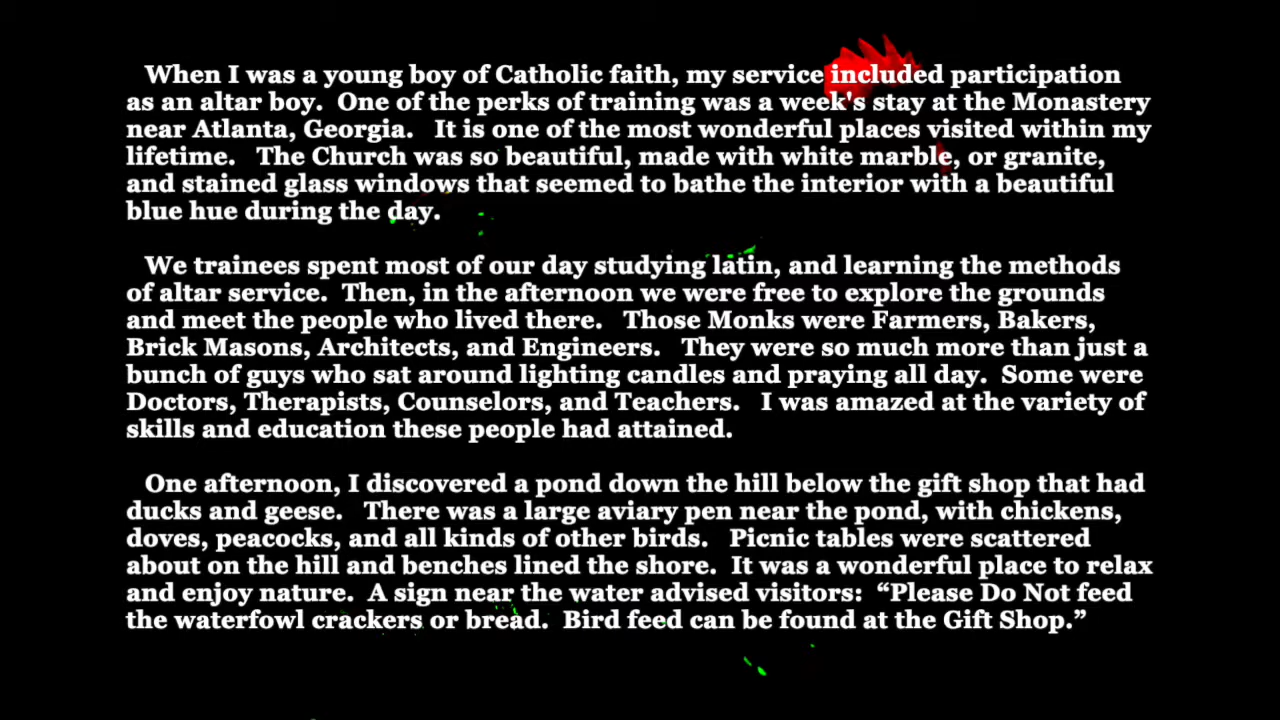 When I was a young boy of Catholic faith, my service included participation
as an altar boy. One of the perks of training was a week's stay at the Monastery
near Atlanta, Georgia. It is one of the most wonderful places visited within my
lifetime. The Church was so beautiful, made with white marble, or granite,
and stained glass windows that seemed to bathe the interior with a beautiful
blue hue during the day.
We trainees spent most of our day studying latin, and learning the methods
of altar service. Then, in the afternoon we were free to explore the grounds
and meet the people who lived there. Those Monks were Farmers, Bakers,
Brick Masons, Architects, and Engineers. They were so much more than just a
bunch of guys who sat around lighting candles and praying all day. Some were
Doctors, Therapists, Counselors, and Teachers. I was amazed at the variety of
skills and education these people had attained.
One afternoon, I discovered a pond down the hill below the gift shop that had
ducks and geese. There was a large aviary pen near the pond, with chickens,
doves, peacocks, and all kinds of other birds. Picnic tables were scattered
about on the hill and benches lined the shore. It was a wonderful place to relax
and enjoy nature. A sign near the water advised visitors: “Please Do Not feed
the waterfowl crackers or bread. Bird feed can be found at the Gift Shop.”